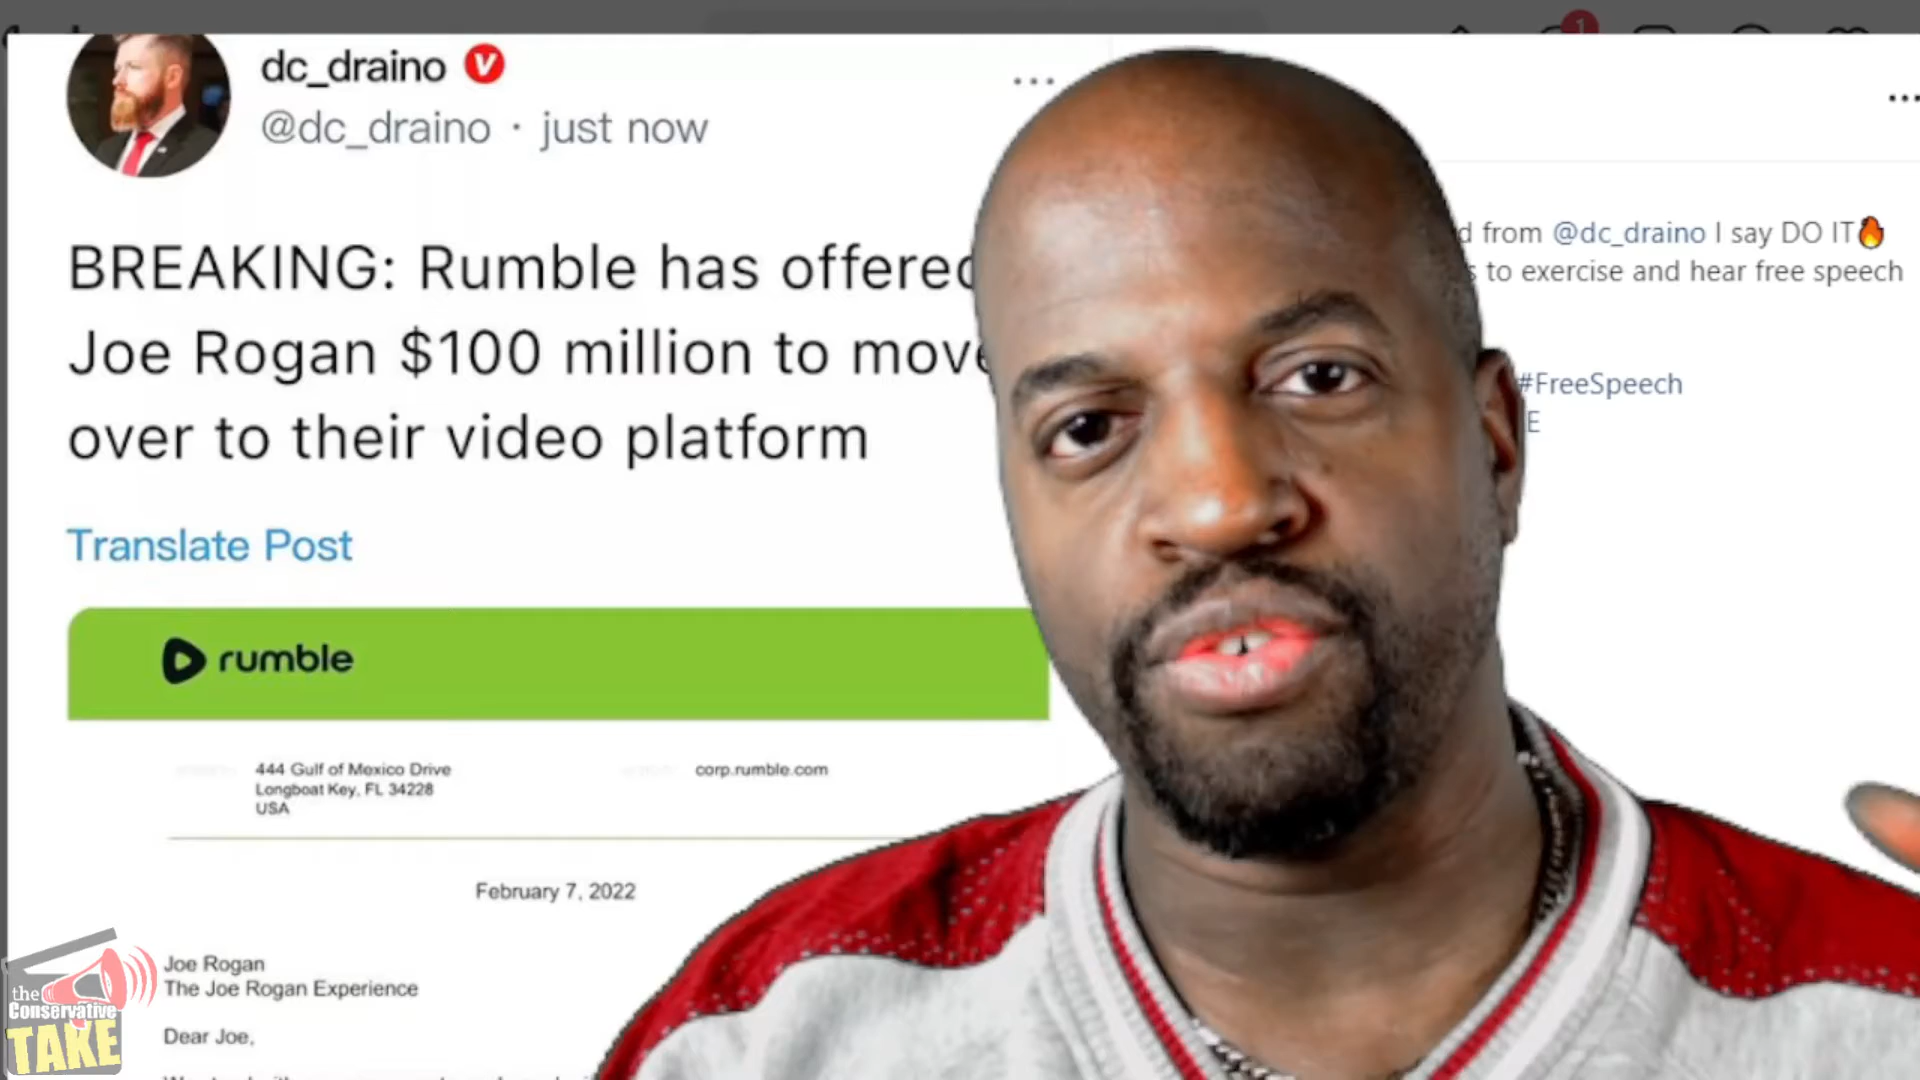 dc_draino
@dc_draino · just now
BREAKING: Rumble has offered
Joe Rogan $100 million to move
over to their video platform
Translate Post
rumble
444 Gulf of Mexico Drive
Longboat Key, FL 34228
USA
corp.rumble.com
February 7, 2022
Joe Rogan
The Joe Rogan Experience
Dear Joe,
from @dc_draino I say DO IT🔥
to exercise and hear free speech
#FreeSpeech
1
the
Conservative
TAKE